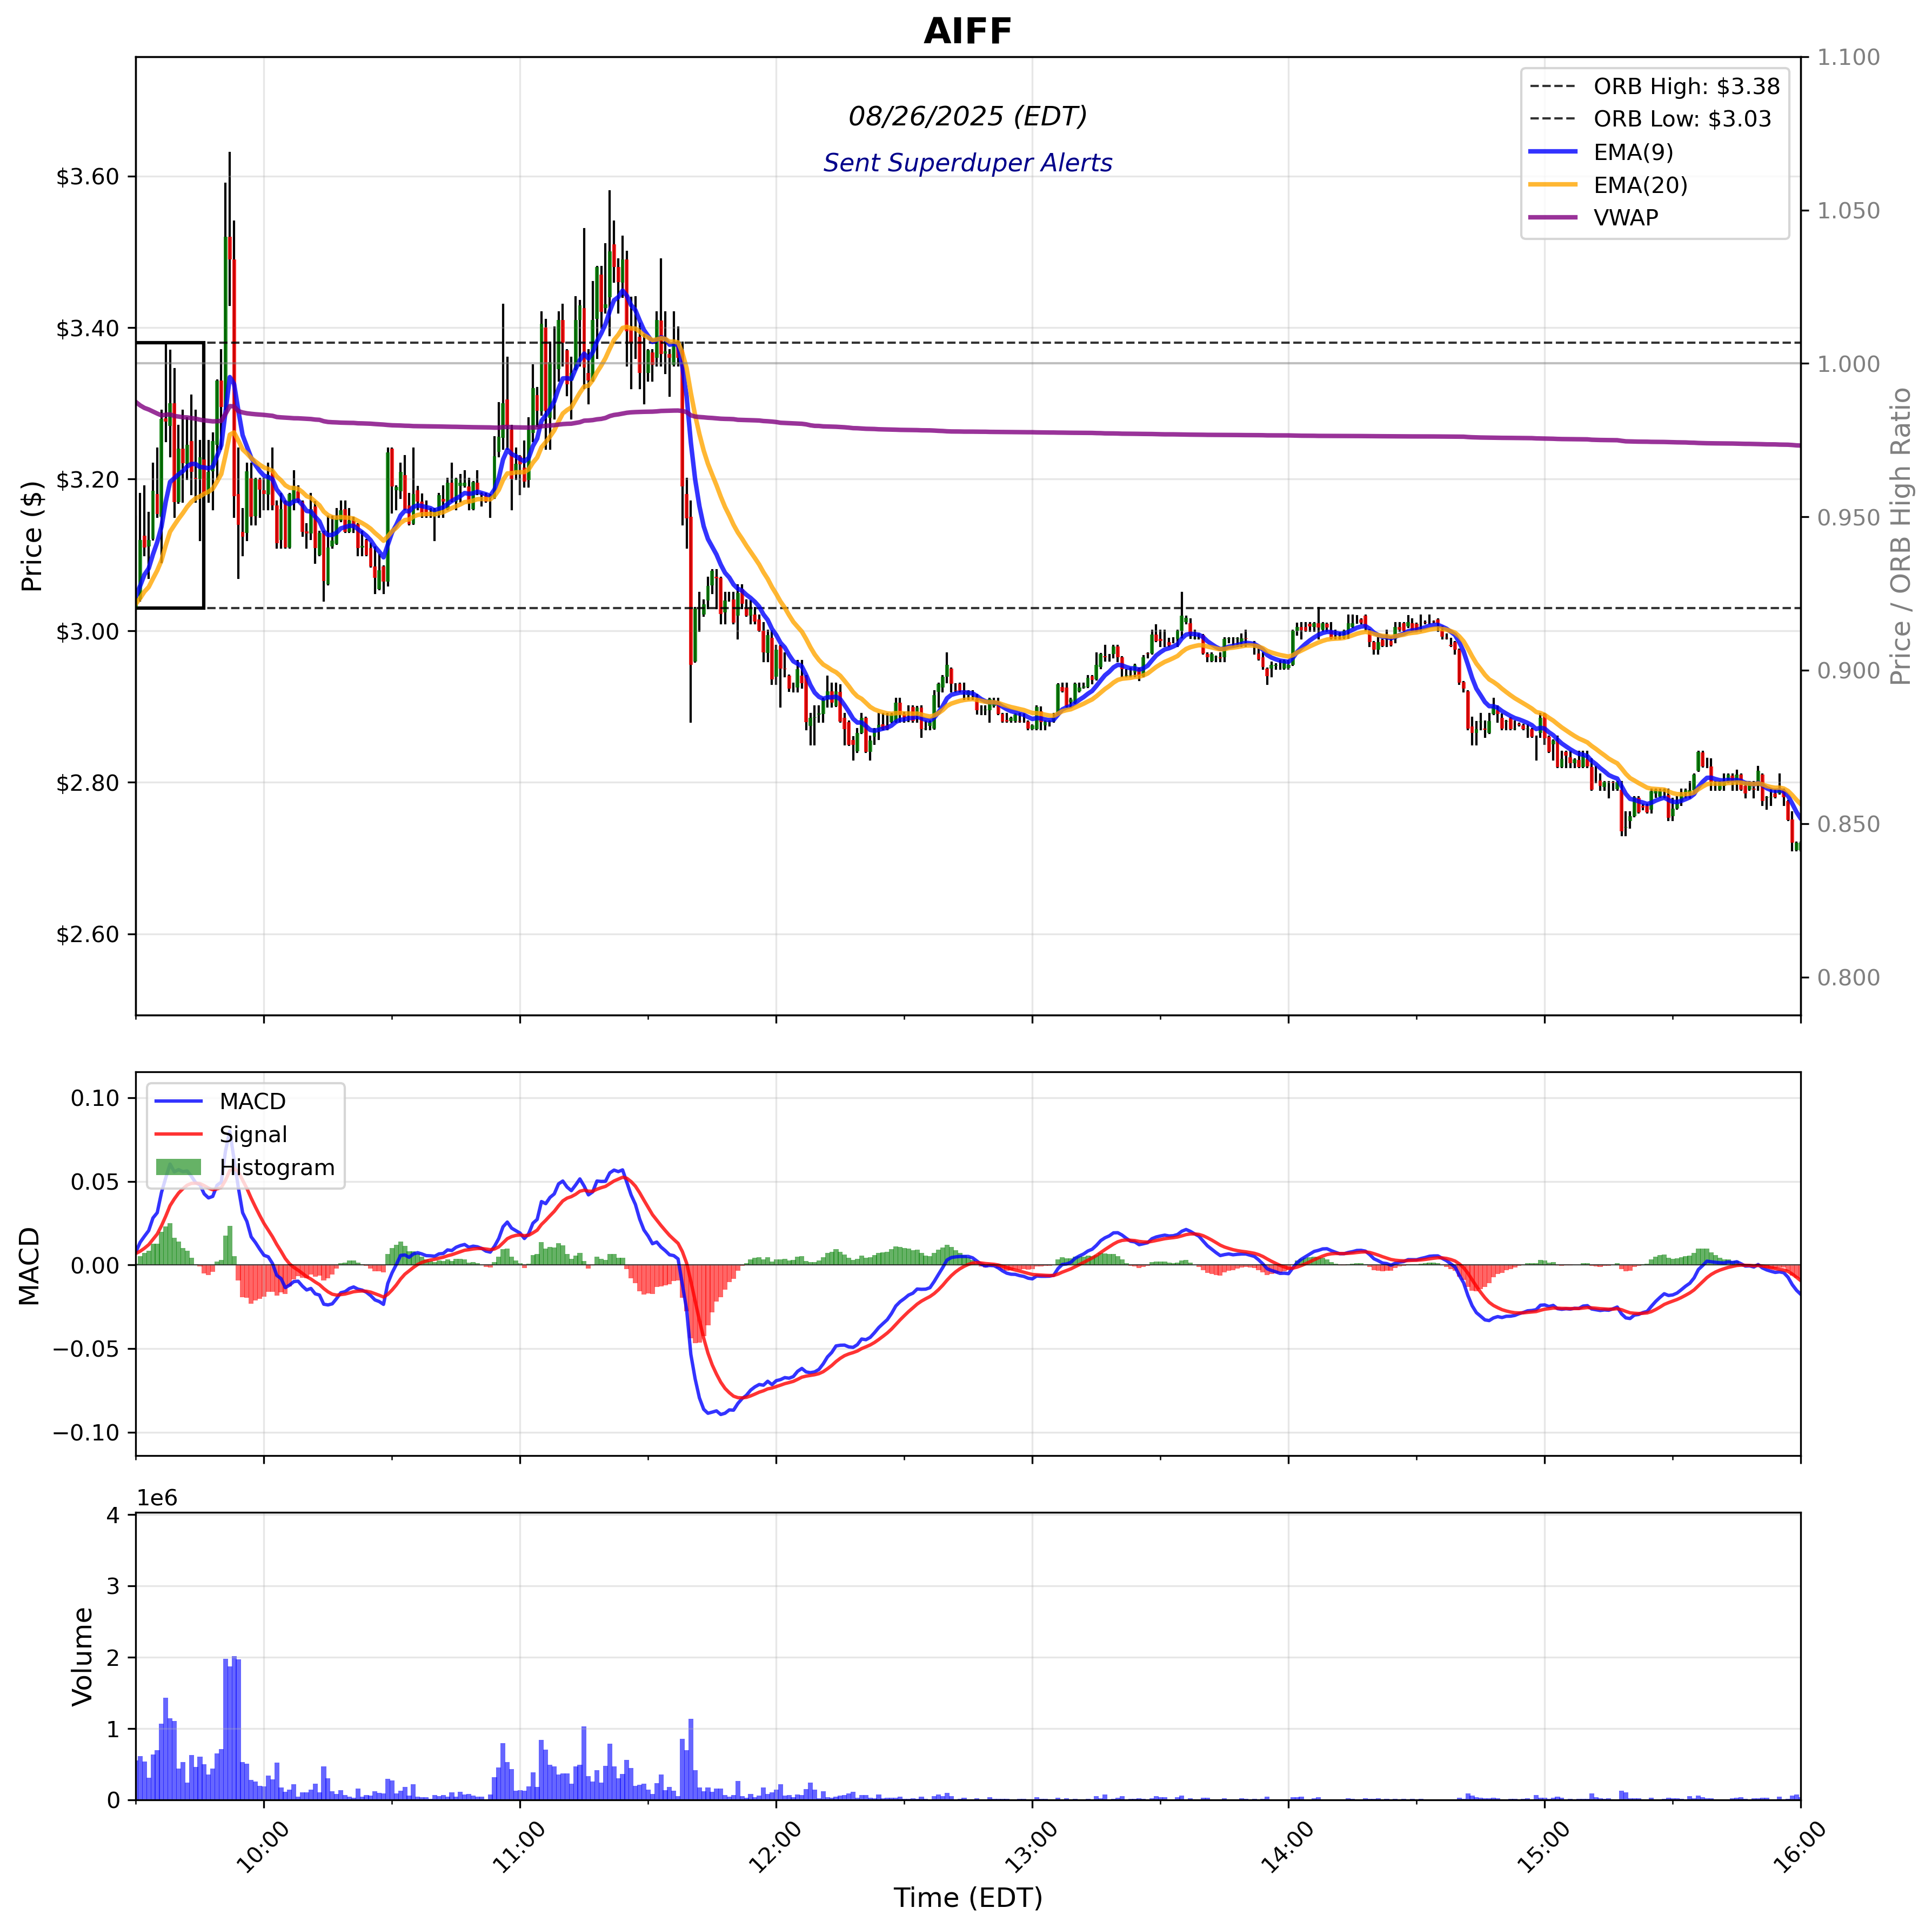 AIFF
08/26/2025 (EDT)
Sent Superduper Alerts
ORB High: $3.38
ORB Low: $3.03
EMA(9)
EMA(20)
VWAP
Price ($)
$3.60
$3.40
$3.20
$3.00
$2.80
$2.60
1.100
1.050
1.000
0.950
0.900
0.850
0.800
Price / ORB High Ratio
MACD
Signal
Histogram
MACD
0.10
0.05
0.00
−0.05
−0.10
1e6
Volume
4
3
2
1
0
10:00
11:00
12:00
13:00
14:00
15:00
16:00
Time (EDT)